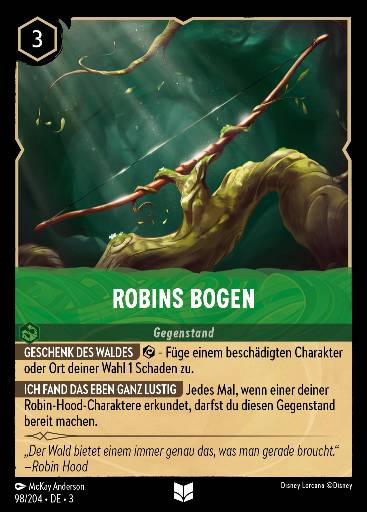 3
ROBINS BOGEN
Gegenstand
GESCHENK DES WALDES - Füge einem beschädigten Charakter
oder Ort deiner Wahl 1 Schaden zu.
ICH FAND DAS EBEN GANZ LUSTIG Jedes Mal, wenn einer deiner
Robin-Hood-Charaktere erkundet, darfst du diesen Gegenstand
bereit machen.
„Der Wald bietet einem immer genau das, was man gerade braucht.“
–Robin Hood
McKay Anderson
98/204 • DE • 3
Disney Lorcana ©Disney